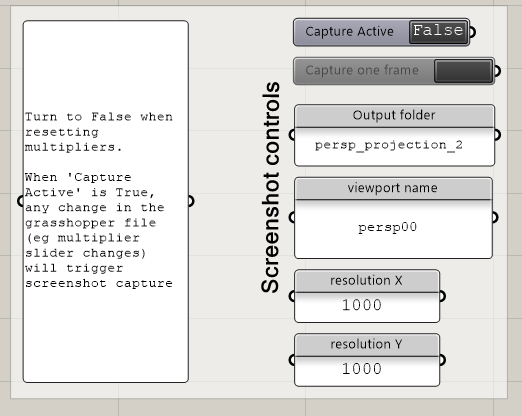 Turn to False when
resetting
multipliers.
When 'Capture
Active' is True,
any change in the
grasshopper file
(eg multiplier
slider changes)
will trigger
screenshot capture
Screenshot controls
Capture Active False
Capture one frame
Output folder
persp_projection_2
viewport name
persp00
resolution X
1000
resolution Y
1000